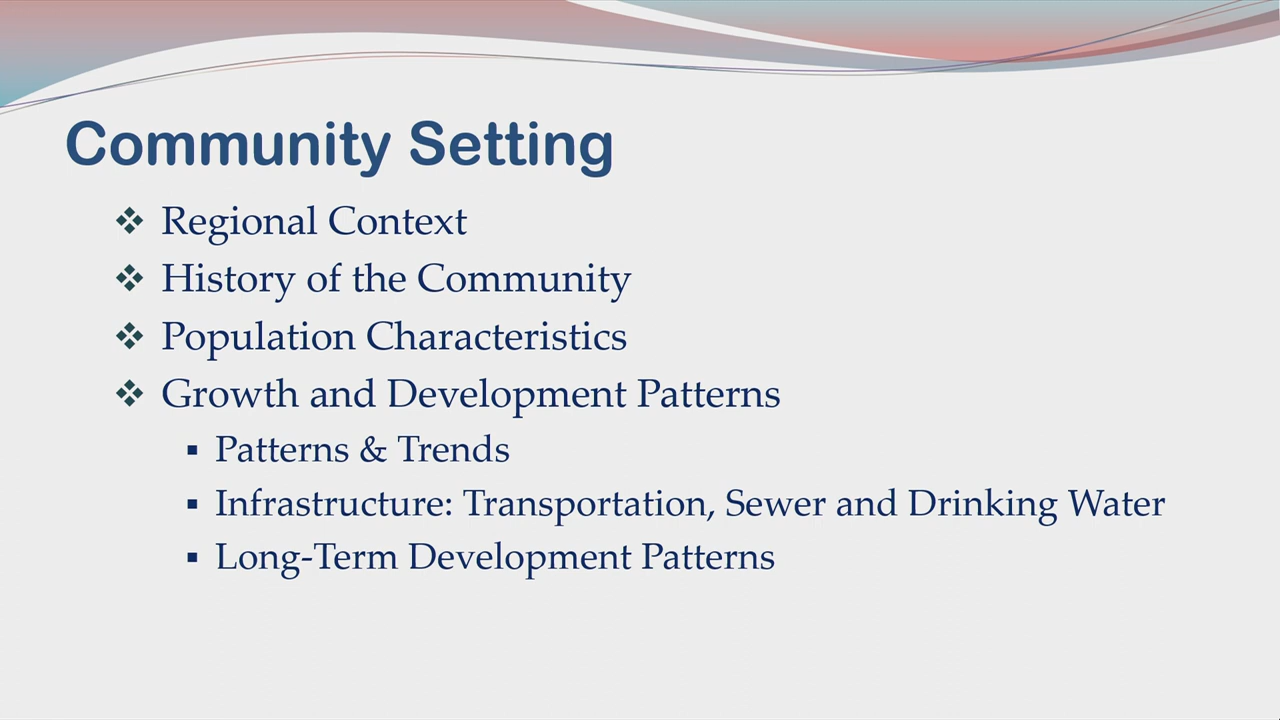 Community Setting
❖ Regional Context
❖ History of the Community
❖ Population Characteristics
❖ Growth and Development Patterns
▪ Patterns & Trends
▪ Infrastructure: Transportation, Sewer and Drinking Water
▪ Long-Term Development Patterns